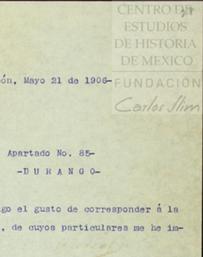 CENTRO DE
ESTUDIOS
DE HISTORIA
DE MEXICO
ón, Mayo 21 de 1906-
FUNDACIÓN
Carlos Slim
Apartado No. 85-
-DURANGO-
go el gusto de corresponder á la
, de cuyos particulares me he im-